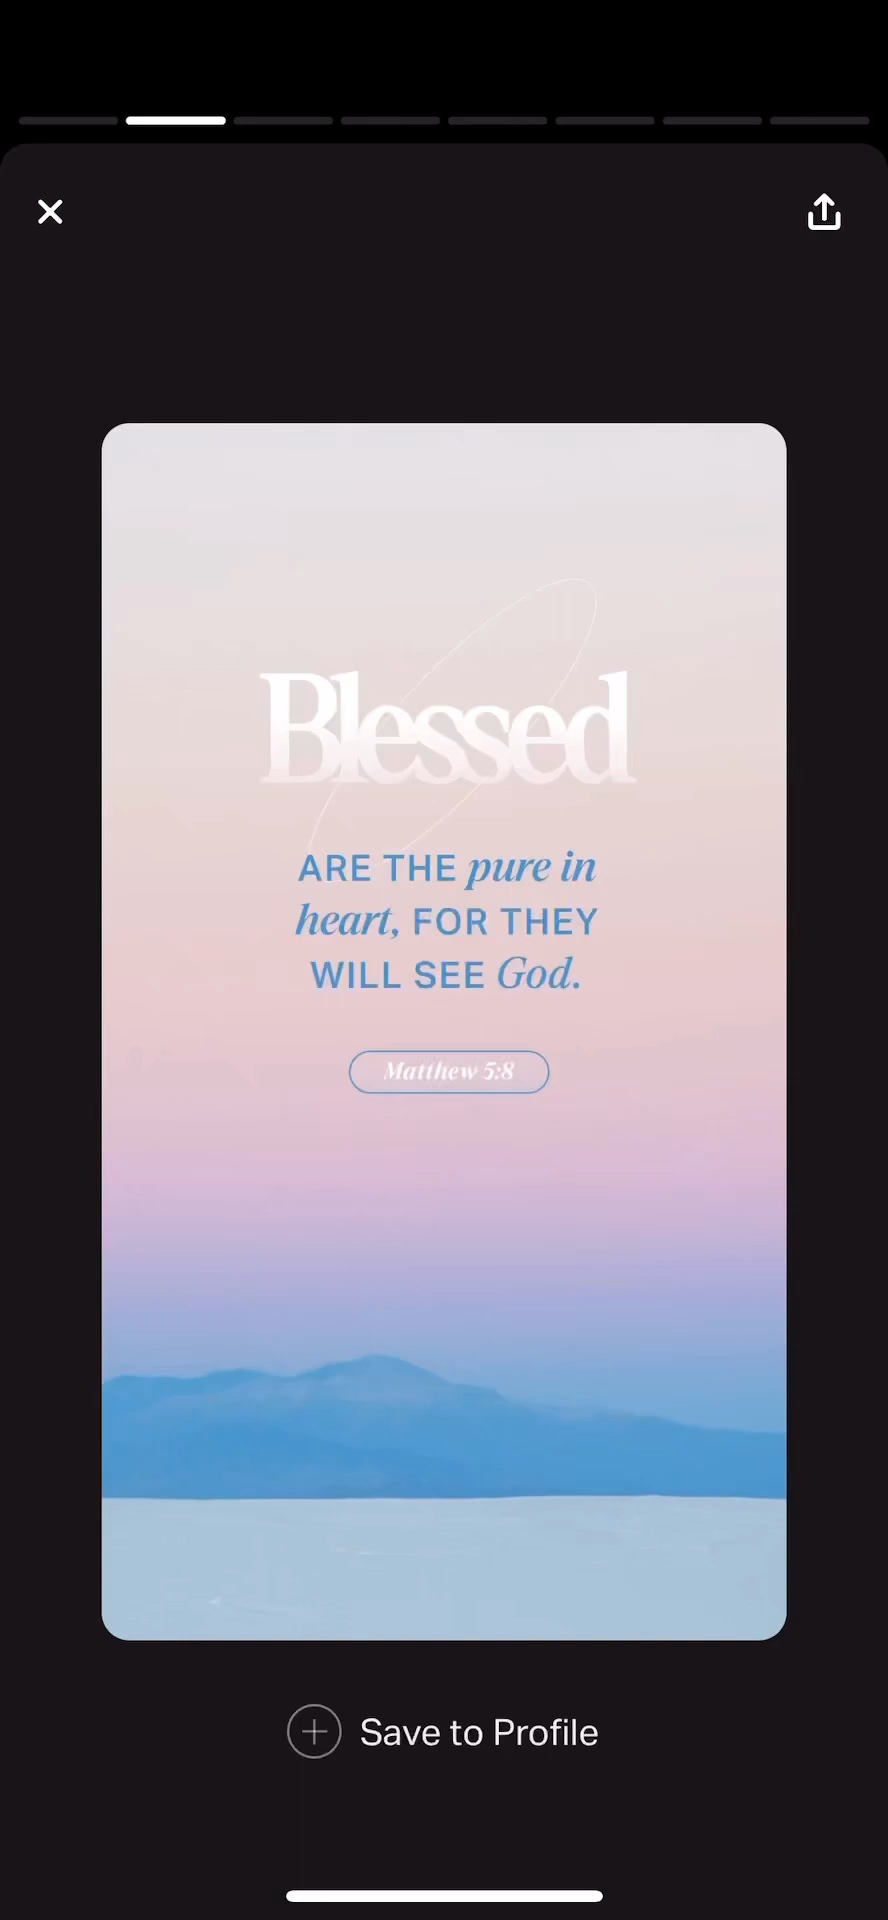 Blessed
ARE THE pure in
heart, FOR THEY
WILL SEE God.
Matthew 5:8
Save to Profile